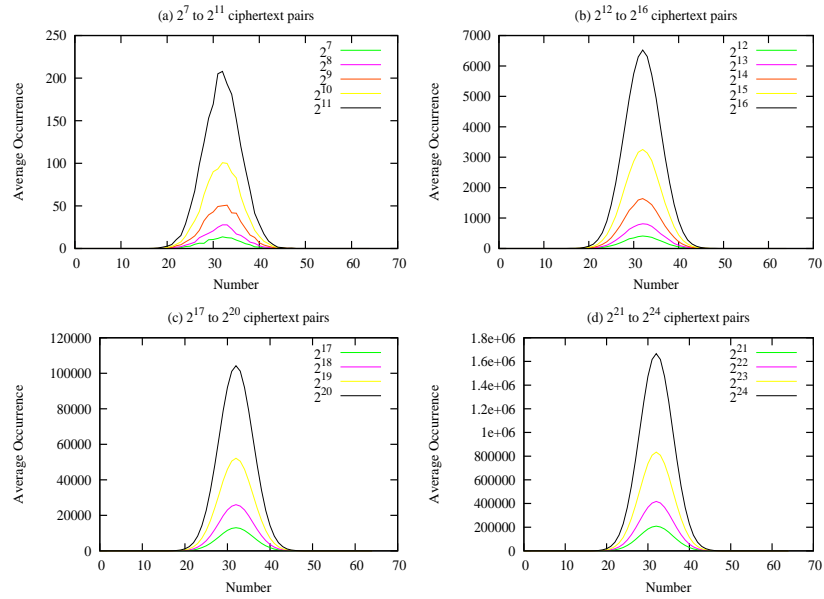 (a) 2^7 to 2^11 ciphertext pairs
250
200
150
100
50
0
0 10 20 30 40 50 60 70
Average Occurrence
Number
2^7
2^8
2^9
2^10
2^11
(b) 2^12 to 2^16 ciphertext pairs
7000
6000
5000
4000
3000
2000
1000
0
0 10 20 30 40 50 60 70
Average Occurrence
Number
2^12
2^13
2^14
2^15
2^16
(c) 2^17 to 2^20 ciphertext pairs
120000
100000
80000
60000
40000
20000
0
0 10 20 30 40 50 60 70
Average Occurrence
Number
2^17
2^18
2^19
2^20
(d) 2^21 to 2^24 ciphertext pairs
1.8e+06
1.6e+06
1.4e+06
1.2e+06
1e+06
800000
600000
400000
200000
0
0 10 20 30 40 50 60 70
Average Occurrence
Number
2^21
2^22
2^23
2^24